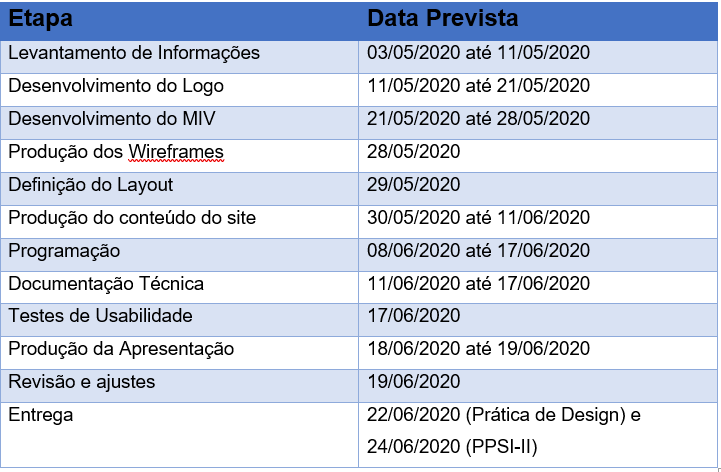 Etapa Data Prevista
Levantamento de Informações 03/05/2020 até 11/05/2020
Desenvolvimento do Logo 11/05/2020 até 21/05/2020
Desenvolvimento do MIV 21/05/2020 até 28/05/2020
Produção dos Wireframes 28/05/2020
Definição do Layout 29/05/2020
Produção do conteúdo do site 30/05/2020 até 11/06/2020
Programação 08/06/2020 até 17/06/2020
Documentação Técnica 11/06/2020 até 17/06/2020
Testes de Usabilidade 17/06/2020
Produção da Apresentação 18/06/2020 até 19/06/2020
Revisão e ajustes 19/06/2020
Entrega 22/06/2020 (Prática de Design) e
24/06/2020 (PPSI-II)